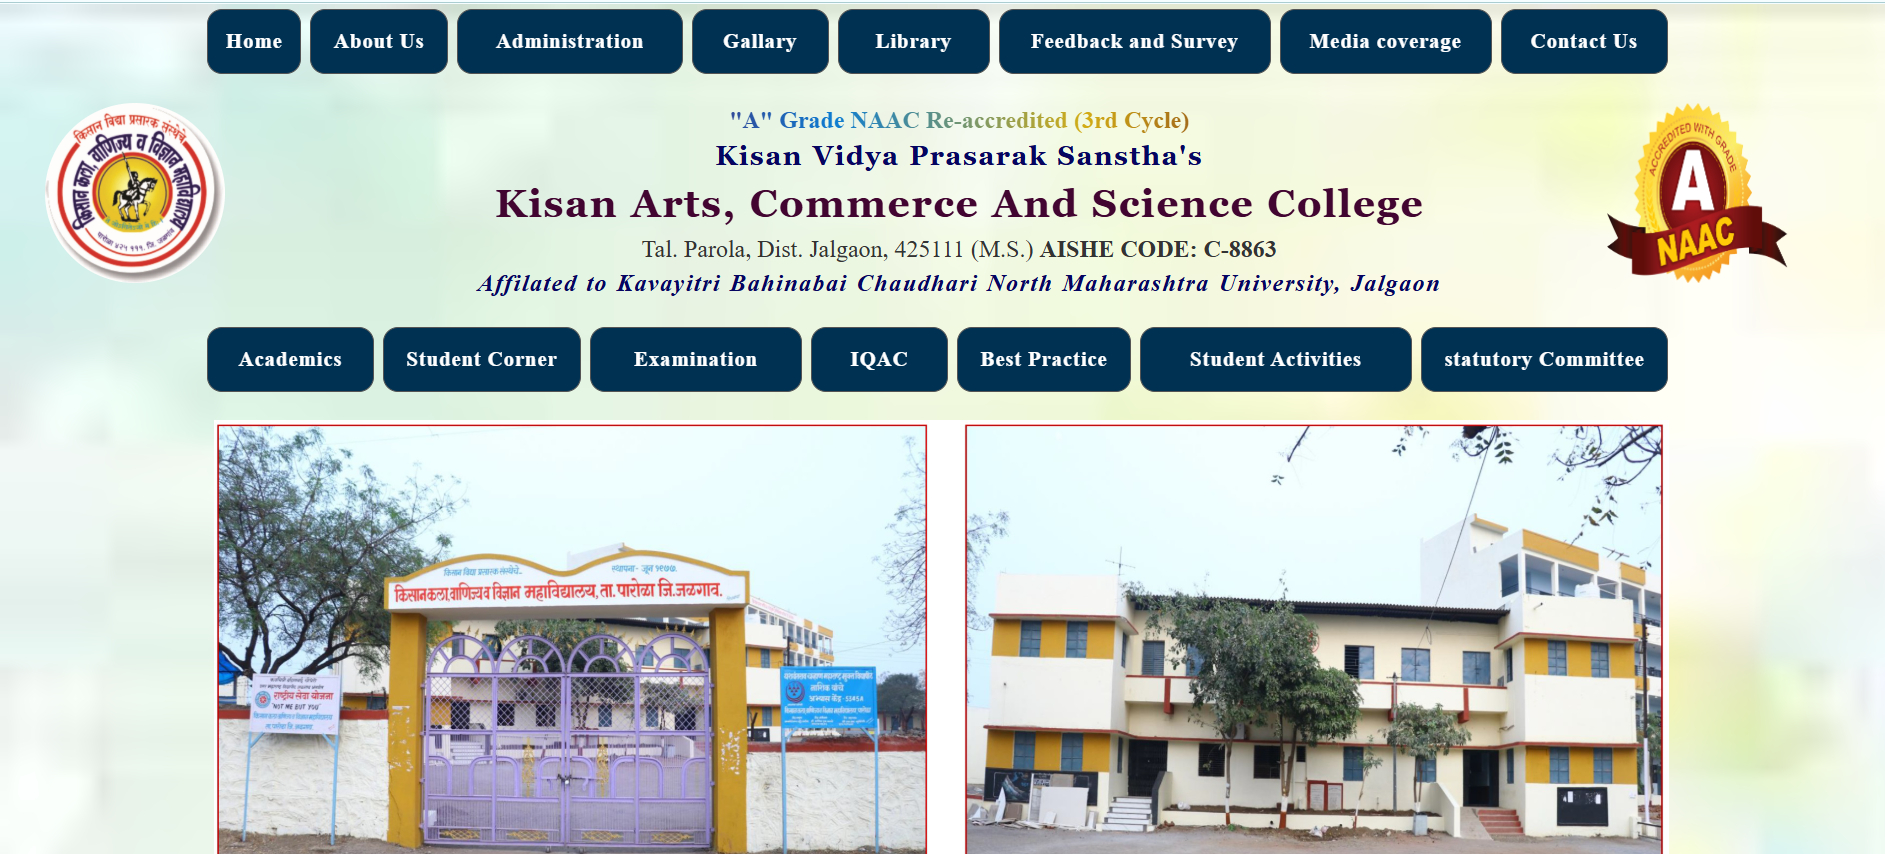 Home About Us Administration Gallary Library Feedback and Survey Media coverage Contact Us
किसान विद्या प्रसारक संस्थेचे
किसान कला, वाणिज्य व विज्ञान महाविद्यालय
पारोळा ४२५ १११. जि. जळगाव
"A" Grade NAAC Re-accredited (3rd Cycle)
Kisan Vidya Prasarak Sanstha's
Kisan Arts, Commerce And Science College
Tal. Parola, Dist. Jalgaon, 425111 (M.S.) AISHE CODE: C-8863
Affilated to Kavayitri Bahinabai Chaudhari North Maharashtra University, Jalgaon
ACCREDITED WITH GRADE
A
NAAC
Academics Student Corner Examination IQAC Best Practice Student Activities statutory Committee
किसान विद्या प्रसारक संस्थेचे. स्थापना - जून १९७७.
किसान कला, वाणिज्य व विज्ञान महाविद्यालय, ता. पारोळा जि. जळगाव.
राष्ट्रीय सेवा योजना
'NOT ME BUT YOU'
नाशिक यांचे